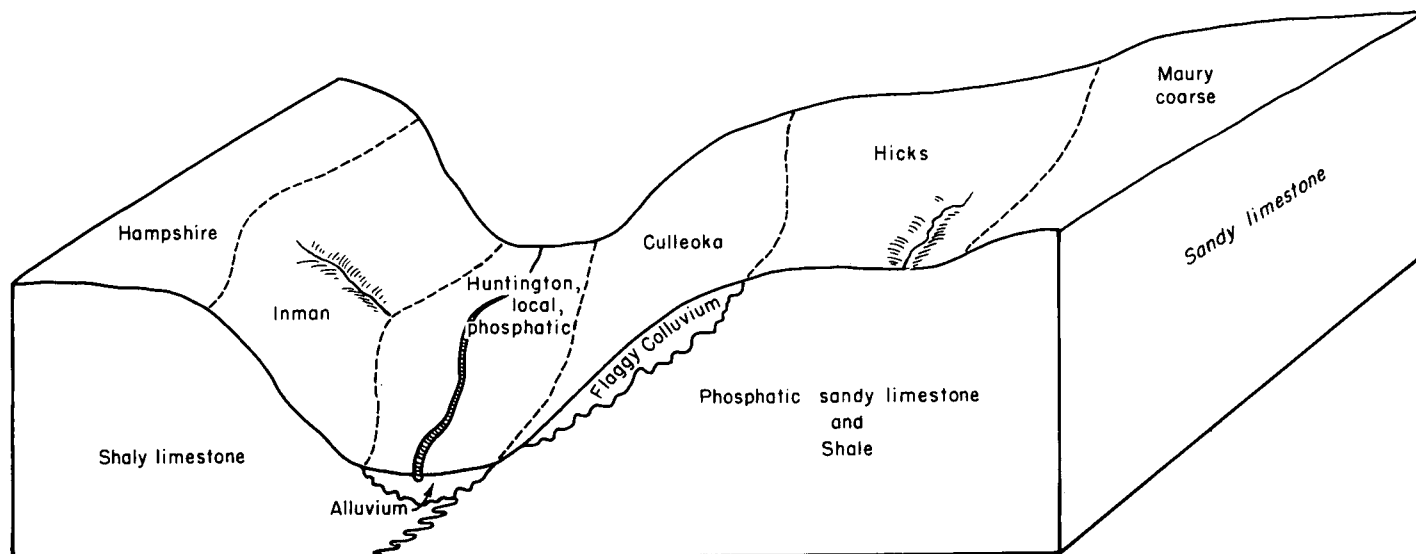 Maury
coarse
Hicks
Hampshire
Culleoka
Sandy limestone
Huntington,
local,
phosphatic
Inman
Flaggy Colluvium
Phosphatic sandy limestone
and
Shale
Shaly limestone
Alluvium